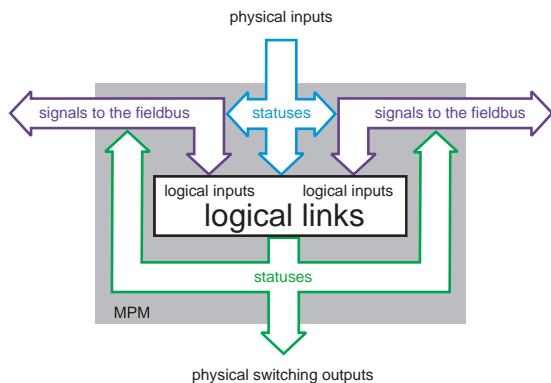 physical inputs
signals to the fieldbus
statuses
signals to the fieldbus
logical inputs
logical inputs
logical links
statuses
MPM
physical switching outputs